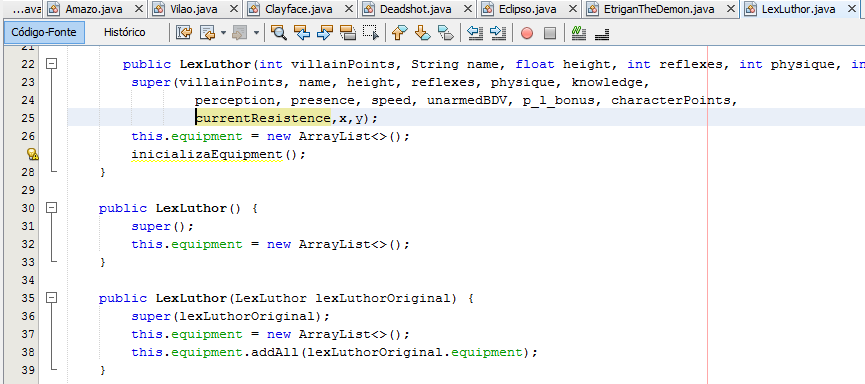 ...ava Amazo.java Vilao.java Clayface.java Deadshot.java Eclipso.java EtriganTheDemon.java LexLuthor.java
Código-Fonte Histórico
21
22 public LexLuthor(int villainPoints, String name, float height, int reflexes, int physique, in
23 super(villainPoints, name, height, reflexes, physique, knowledge,
24 perception, presence, speed, unarmedBDV, p_l_bonus, characterPoints,
25 currentResistence,x,y);
26 this.equipment = new ArrayList<>();
inicializaEquipment();
28 }
29
30 public LexLuthor() {
31 super();
32 this.equipment = new ArrayList<>();
33 }
34
35 public LexLuthor(LexLuthor lexLuthorOriginal) {
36 super(lexLuthorOriginal);
37 this.equipment = new ArrayList<>();
38 this.equipment.addAll(lexLuthorOriginal.equipment);
39 }